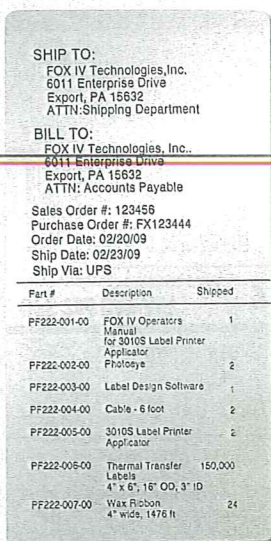 SHIP TO:
FOX IV Technologies,Inc.
6011 Enterprise Drive
Export, PA 15632
ATTN:Shipping Department
BILL TO:
FOX IV Technologies, Inc..
6011 Enterprise Drive
Export, PA 15632
ATTN: Accounts Payable
Sales Order #: 123456
Purchase Order #: FX123444
Order Date: 02/20/09
Ship Date: 02/23/09
Ship Via: UPS
Part # Description Shipped
PF222-001-00 FOX IV Operators 1
Manual
for 3010S Label Printer
Applicator
PF222-002-00 Photoeye 2
PF222-003-00 Label Design Software 1
PF222-004-00 Cable - 6 foot 2
PF222-005-00 3010S Label Printer 2
Applicator
PF222-006-00 Thermal Transfer 150,000
Labels
4" x 6", 16" OD, 3" ID
PF222-007-00 Wax Ribbon 24
4" wide, 1476 ft